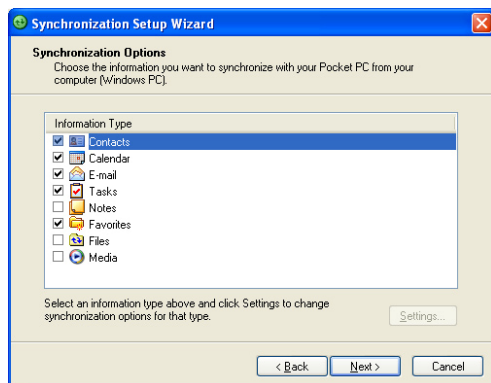 Synchronization Setup Wizard
Synchronization Options
Choose the information you want to synchronize with your Pocket PC from your
computer (Windows PC).
Information Type
Contacts
Calendar
E-mail
Tasks
Notes
Favorites
Files
Media
Select an information type above and click Settings to change
synchronization options for that type.
Settings...
< Back
Next >
Cancel